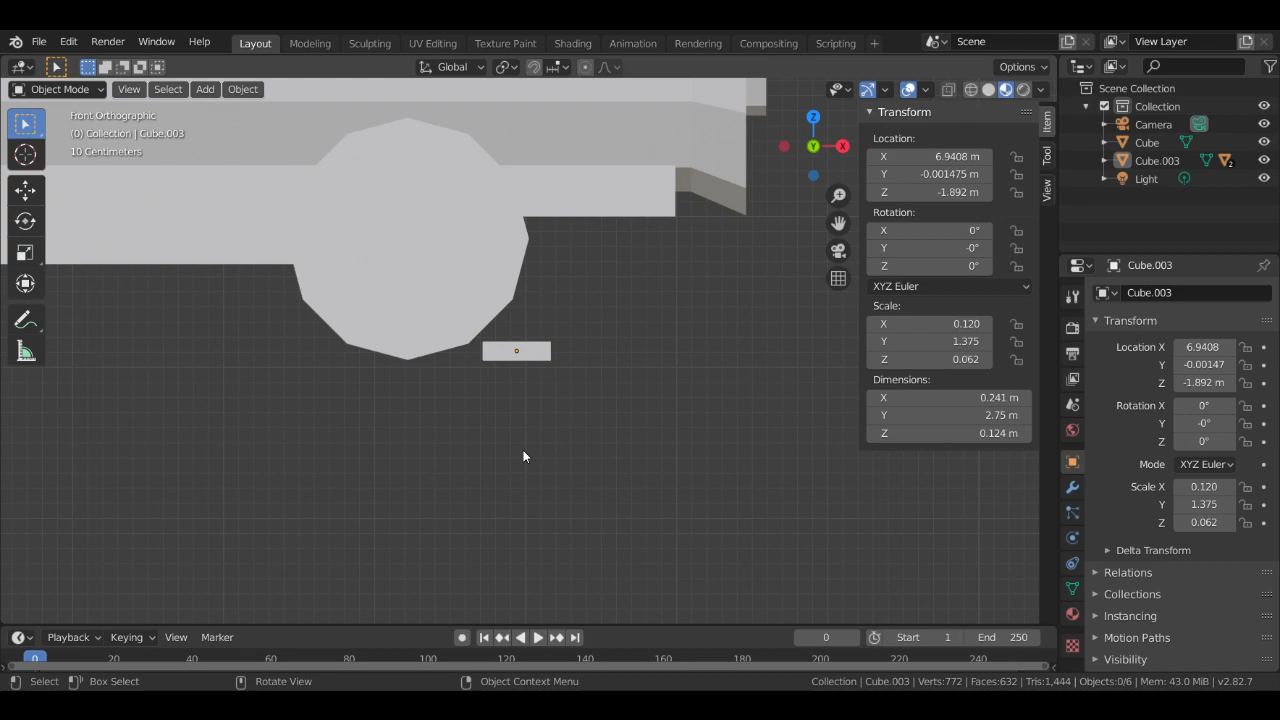 File Edit Render Window Help Layout Modeling Sculpting UV Editing Texture Paint Shading Animation Rendering Compositing Scripting + Scene View Layer
Global Options
Object Mode View Select Add Object
Front Orthographic
(0) Collection | Cube.003
10 Centimeters
Z
Y
X
Transform
Location:
X 6.9408 m
Y -0.001475 m
Z -1.892 m
Rotation:
X 0°
Y -0°
Z 0°
XYZ Euler
Scale:
X 0.120
Y 1.375
Z 0.062
Dimensions:
X 0.241 m
Y 2.75 m
Z 0.124 m
Item
Tool
View
Scene Collection
Collection
Camera
Cube
Cube.003 2
Light
Cube.003
Cube.003
Transform
Location X 6.9408
Y -0.00147
Z -1.892 m
Rotation X 0°
Y -0°
Z 0°
Mode XYZ Euler
Scale X 0.120
Y 1.375
Z 0.062
Delta Transform
Relations
Collections
Instancing
Motion Paths
Visibility
Playback Keying View Marker 0 Start 1 End 250
0 20 40 60 80 100 120 140 160 180 200 220 240
Select Box Select Rotate View Object Context Menu Collection | Cube.003 | Verts:772 | Faces:632 | Tris:1,444 | Objects:0/6 | Mem: 43.0 MiB | v2.82.7